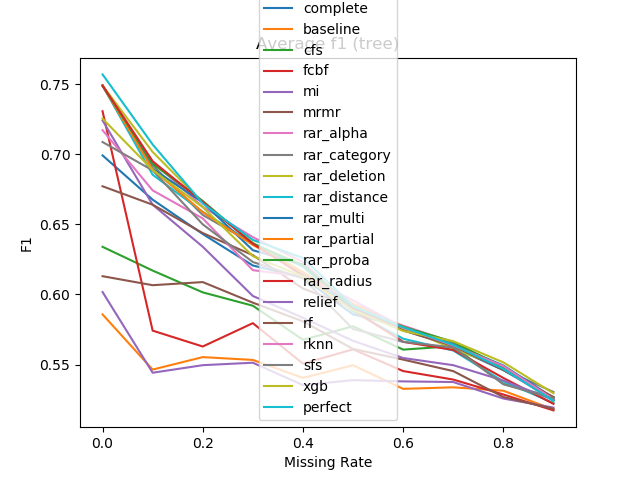 complete
baseline
Average f1 (tree)
cfs
fcbf
mi
mrmr
rar_alpha
rar_category
rar_deletion
rar_distance
rar_multi
rar_partial
rar_proba
rar_radius
relief
rf
rknn
sfs
xgb
perfect
0.75
0.70
0.65
0.60
0.55
F1
0.0 0.2 0.4 0.6 0.8
Missing Rate